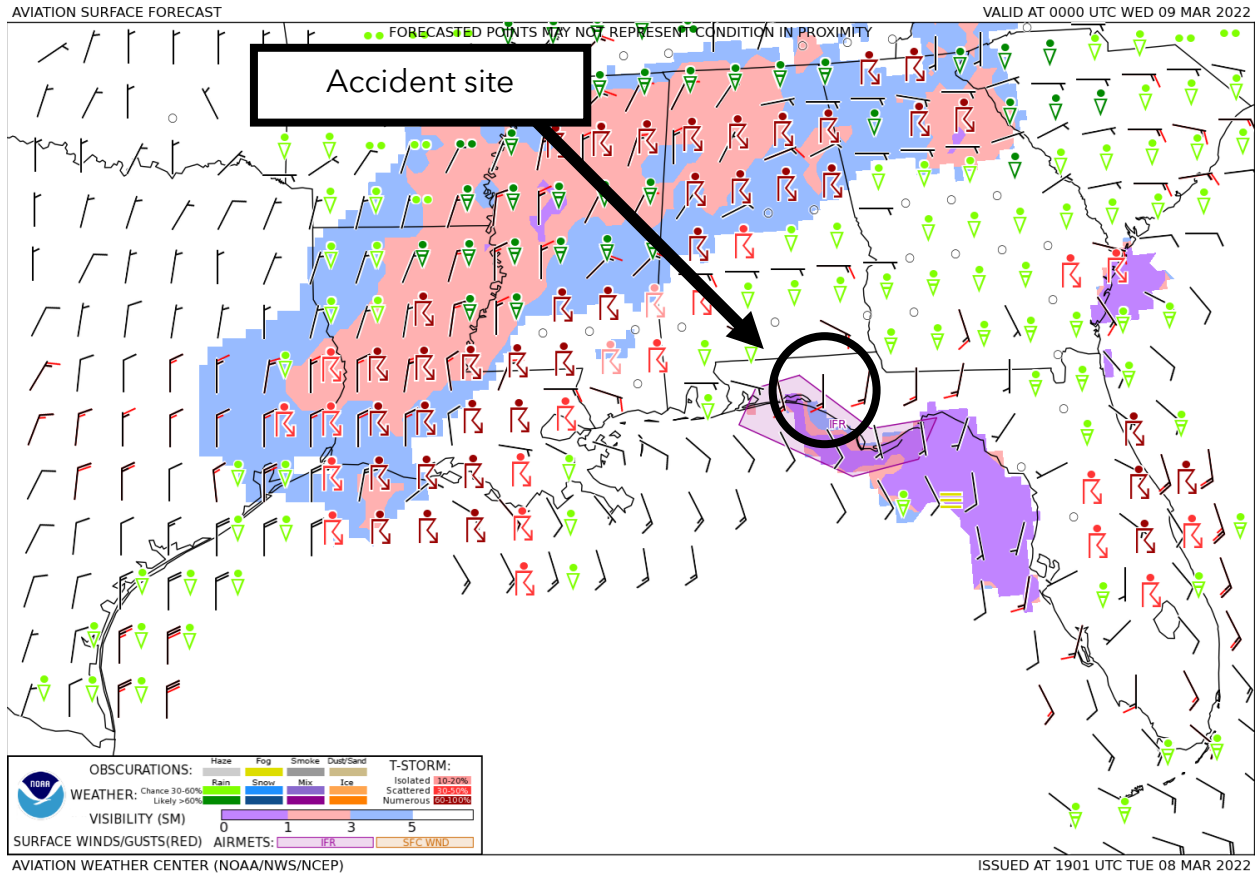 AVIATION SURFACE FORECAST
VALID AT 0000 UTC WED 09 MAR 2022
FORECASTED POINTS MAY NOT REPRESENT CONDITION IN PROXIMITY
Accident site
IFR
NOAA
OBSCURATIONS:
Haze Fog Smoke Dust/Sand
T-STORM:
WEATHER:
Rain Snow Mix Ice
Chance 30-60%
Likely >60%
Isolated 10-20%
Scattered 30-50%
Numerous 60-100%
VISIBILITY (SM)
0 1 3 5
SURFACE WINDS/GUSTS(RED)
AIRMETS: IFR SFC WND
AVIATION WEATHER CENTER (NOAA/NWS/NCEP)
ISSUED AT 1901 UTC TUE 08 MAR 2022